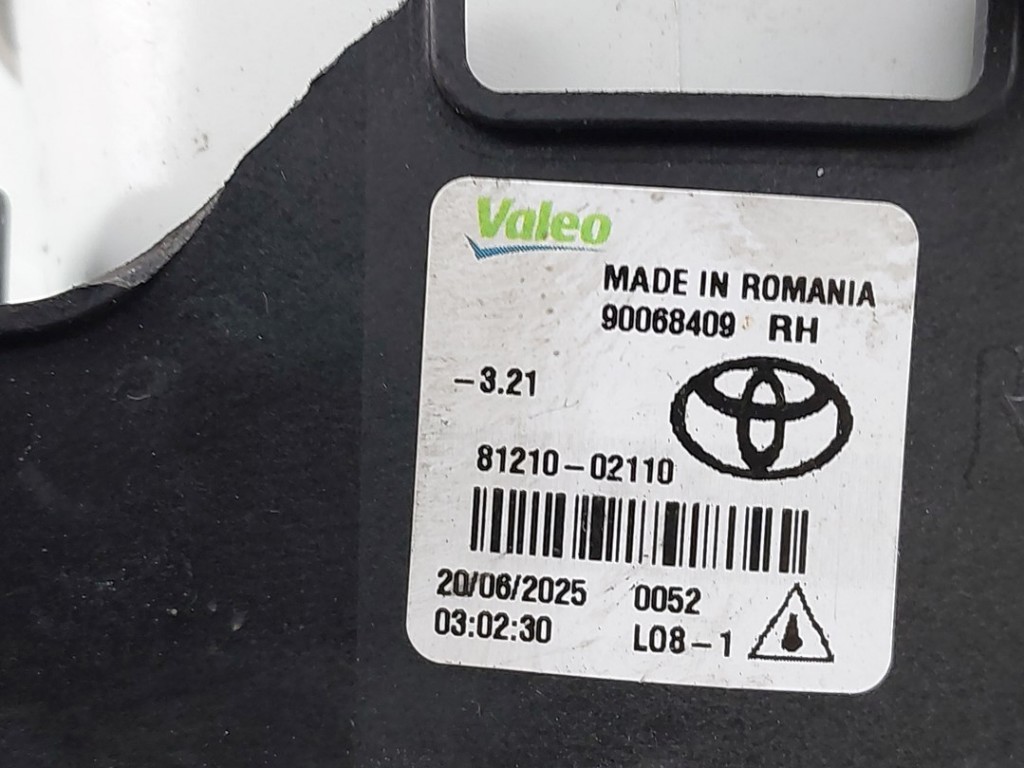 Valeo
MADE IN ROMANIA
90068409 RH
-3.21
81210-02110
20/06/2025 0052
03:02:30 L08-1